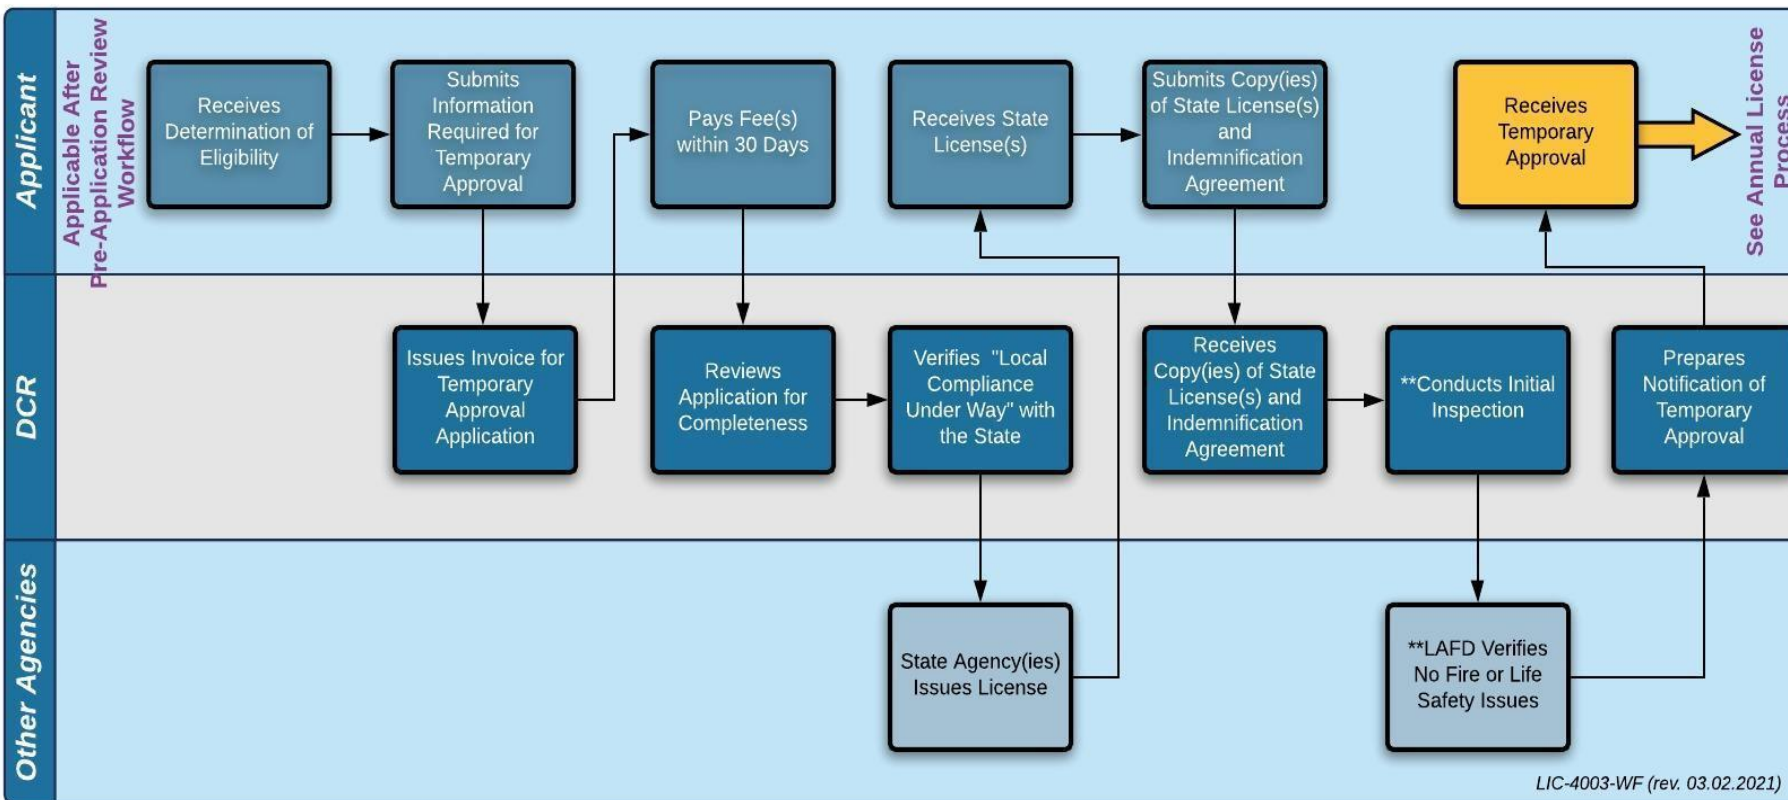 Applicant
Applicable After
Pre-Application Review
Workflow
Receives
Determination of
Eligibility
Submits
Information
Required for
Temporary
Approval
Pays Fee(s)
within 30 Days
Receives State
License(s)
Submits Copy(ies)
of State License(s)
and
Indemnification
Agreement
Receives
Temporary
Approval
See Annual License
Process
DCR
Issues Invoice for
Temporary
Approval
Application
Reviews
Application for
Completeness
Verifies "Local
Compliance
Under Way" with
the State
Receives
Copy(ies) of State
License(s) and
Indemnification
Agreement
**Conducts Initial
Inspection
Prepares
Notification of
Temporary
Approval
Other Agencies
State Agency(ies)
Issues License
**LAFD Verifies
No Fire or Life
Safety Issues
LIC-4003-WF (rev. 03.02.2021)